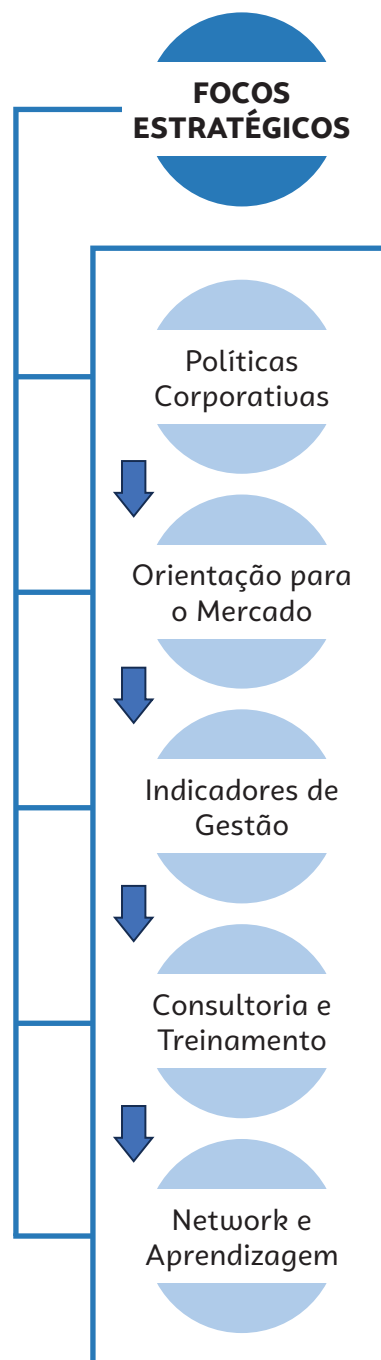 FOCOS
ESTRATÉGICOS
Políticas
Corporativas
Orientação para
o Mercado
Indicadores de
Gestão
Consultoria e
Treinamento
Network e
Aprendizagem